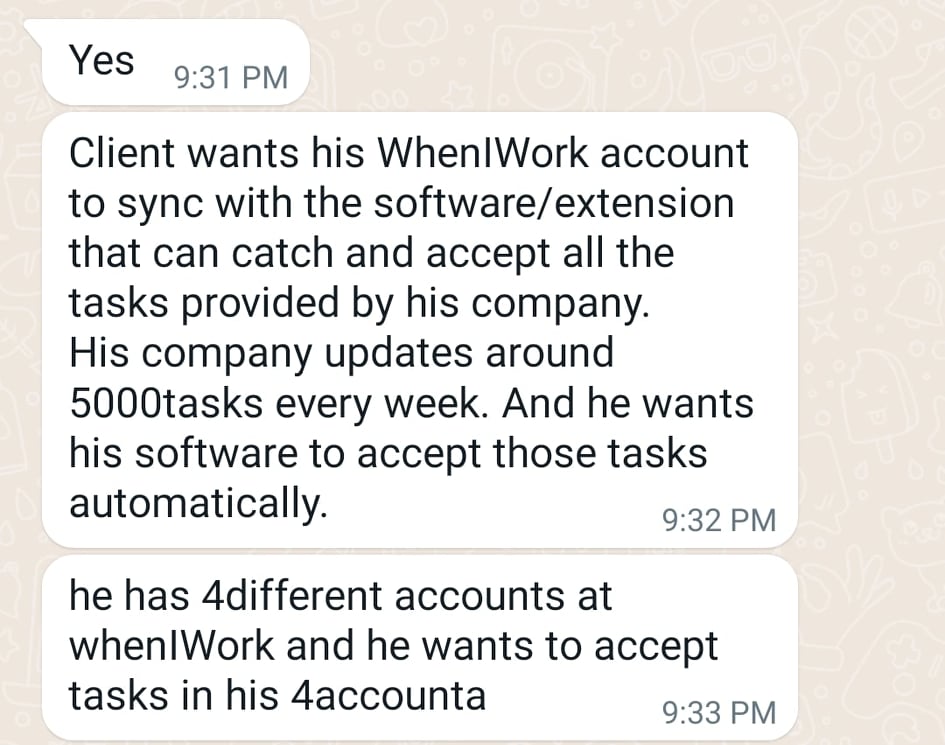 Yes
9:31 PM
Client wants his WhenIWork account
to sync with the software/extension
that can catch and accept all the
tasks provided by his company.
His company updates around
5000tasks every week. And he wants
his software to accept those tasks
automatically.
9:32 PM
he has 4different accounts at
whenIWork and he wants to accept
tasks in his 4accounta
9:33 PM